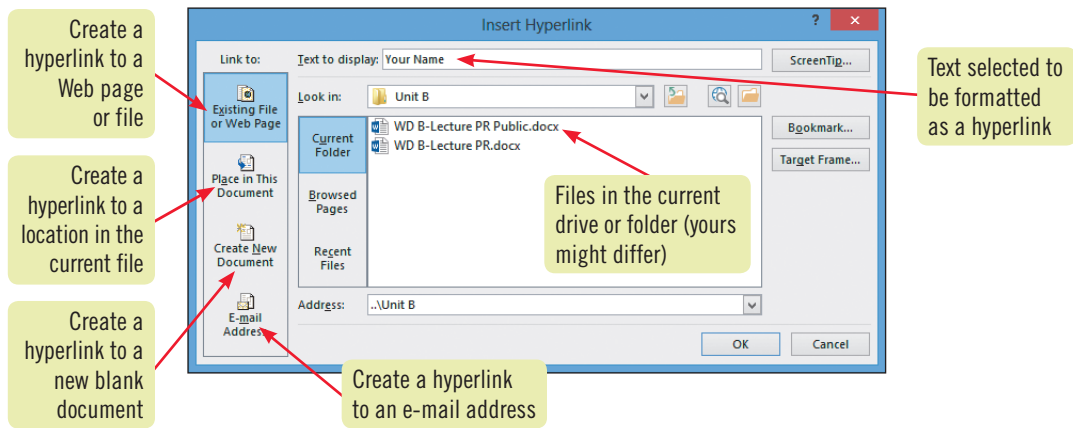 Create a
hyperlink to a
Web page
or file
Create a
hyperlink to a
location in the
current file
Create a
hyperlink to a
new blank
document
Insert Hyperlink
?
×
Link to:
Text to display: Your Name
ScreenTip...
Existing File
or Web Page
Look in:
Unit B
Current
Folder
WD B-Lecture PR Public.docx
WD B-Lecture PR.docx
Bookmark...
Target Frame...
Place in This
Document
Browsed
Pages
Create New
Document
Recent
Files
E-mail
Address
Address: ..\Unit B
OK
Cancel
Files in the current
drive or folder (yours
might differ)
Create a hyperlink
to an e-mail address
Text selected to
be formatted
as a hyperlink